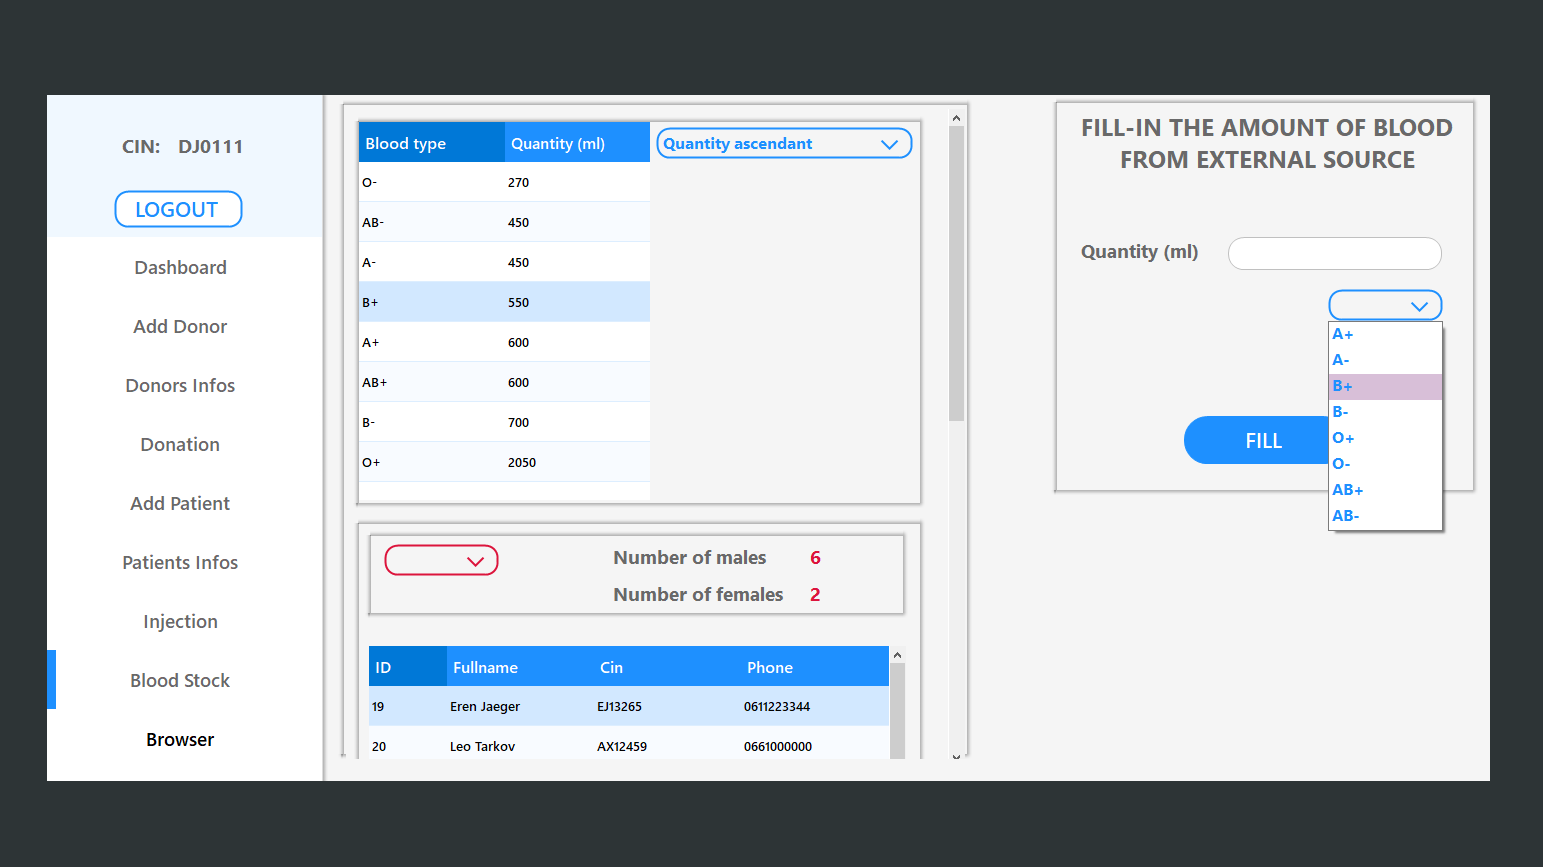 CIN: DJ0111
LOGOUT
Dashboard
Add Donor
Donors Infos
Donation
Add Patient
Patients Infos
Injection
Blood Stock
Browser
Blood type Quantity (ml) Quantity ascendant
O- 270
AB- 450
A- 450
B+ 550
A+ 600
AB+ 600
B- 700
O+ 2050
Number of males 6
Number of females 2
ID Fullname Cin Phone
19 Eren Jaeger EJ13265 0611223344
20 Leo Tarkov AX12459 0661000000
FILL-IN THE AMOUNT OF BLOOD
FROM EXTERNAL SOURCE
Quantity (ml)
A+
A-
B+
B-
O+
O-
AB+
AB-
FILL